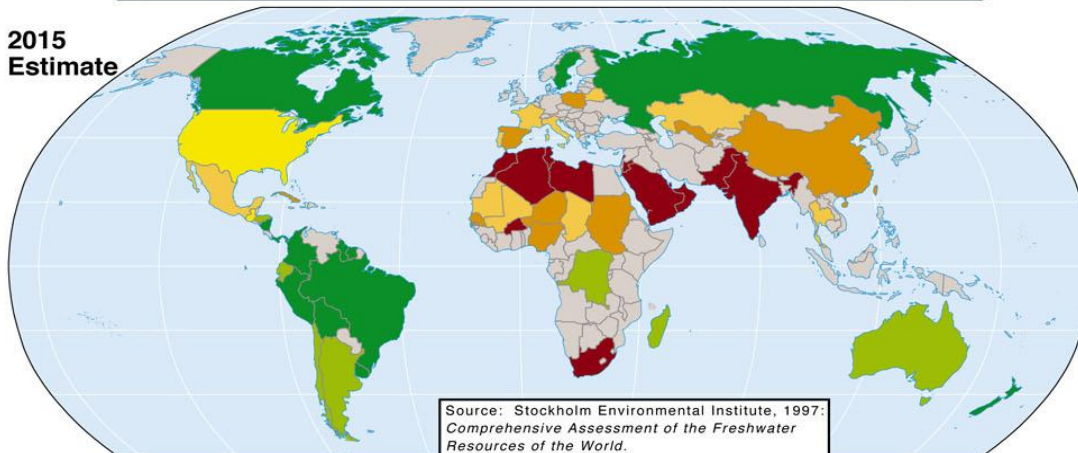 2015
Estimate
Source: Stockholm Environmental Institute, 1997:
Comprehensive Assessment of the Freshwater
Resources of the World.